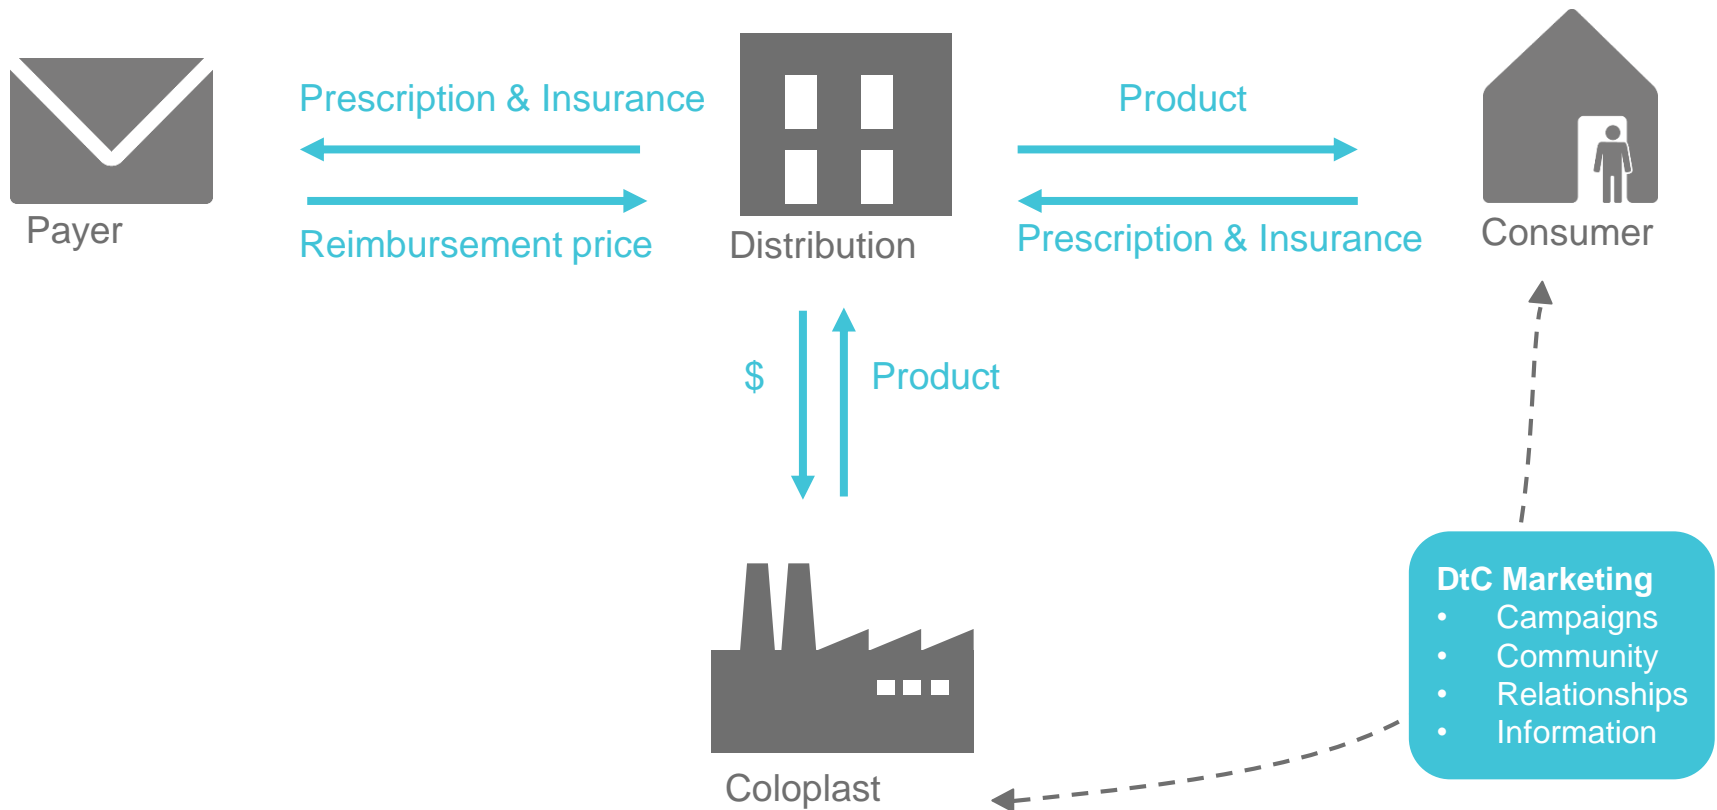 Prescription & Insurance
Product
Payer
Reimbursement price
Distribution
Prescription & Insurance
Consumer
$
Product
DtC Marketing
• Campaigns
• Community
• Relationships
• Information
Coloplast